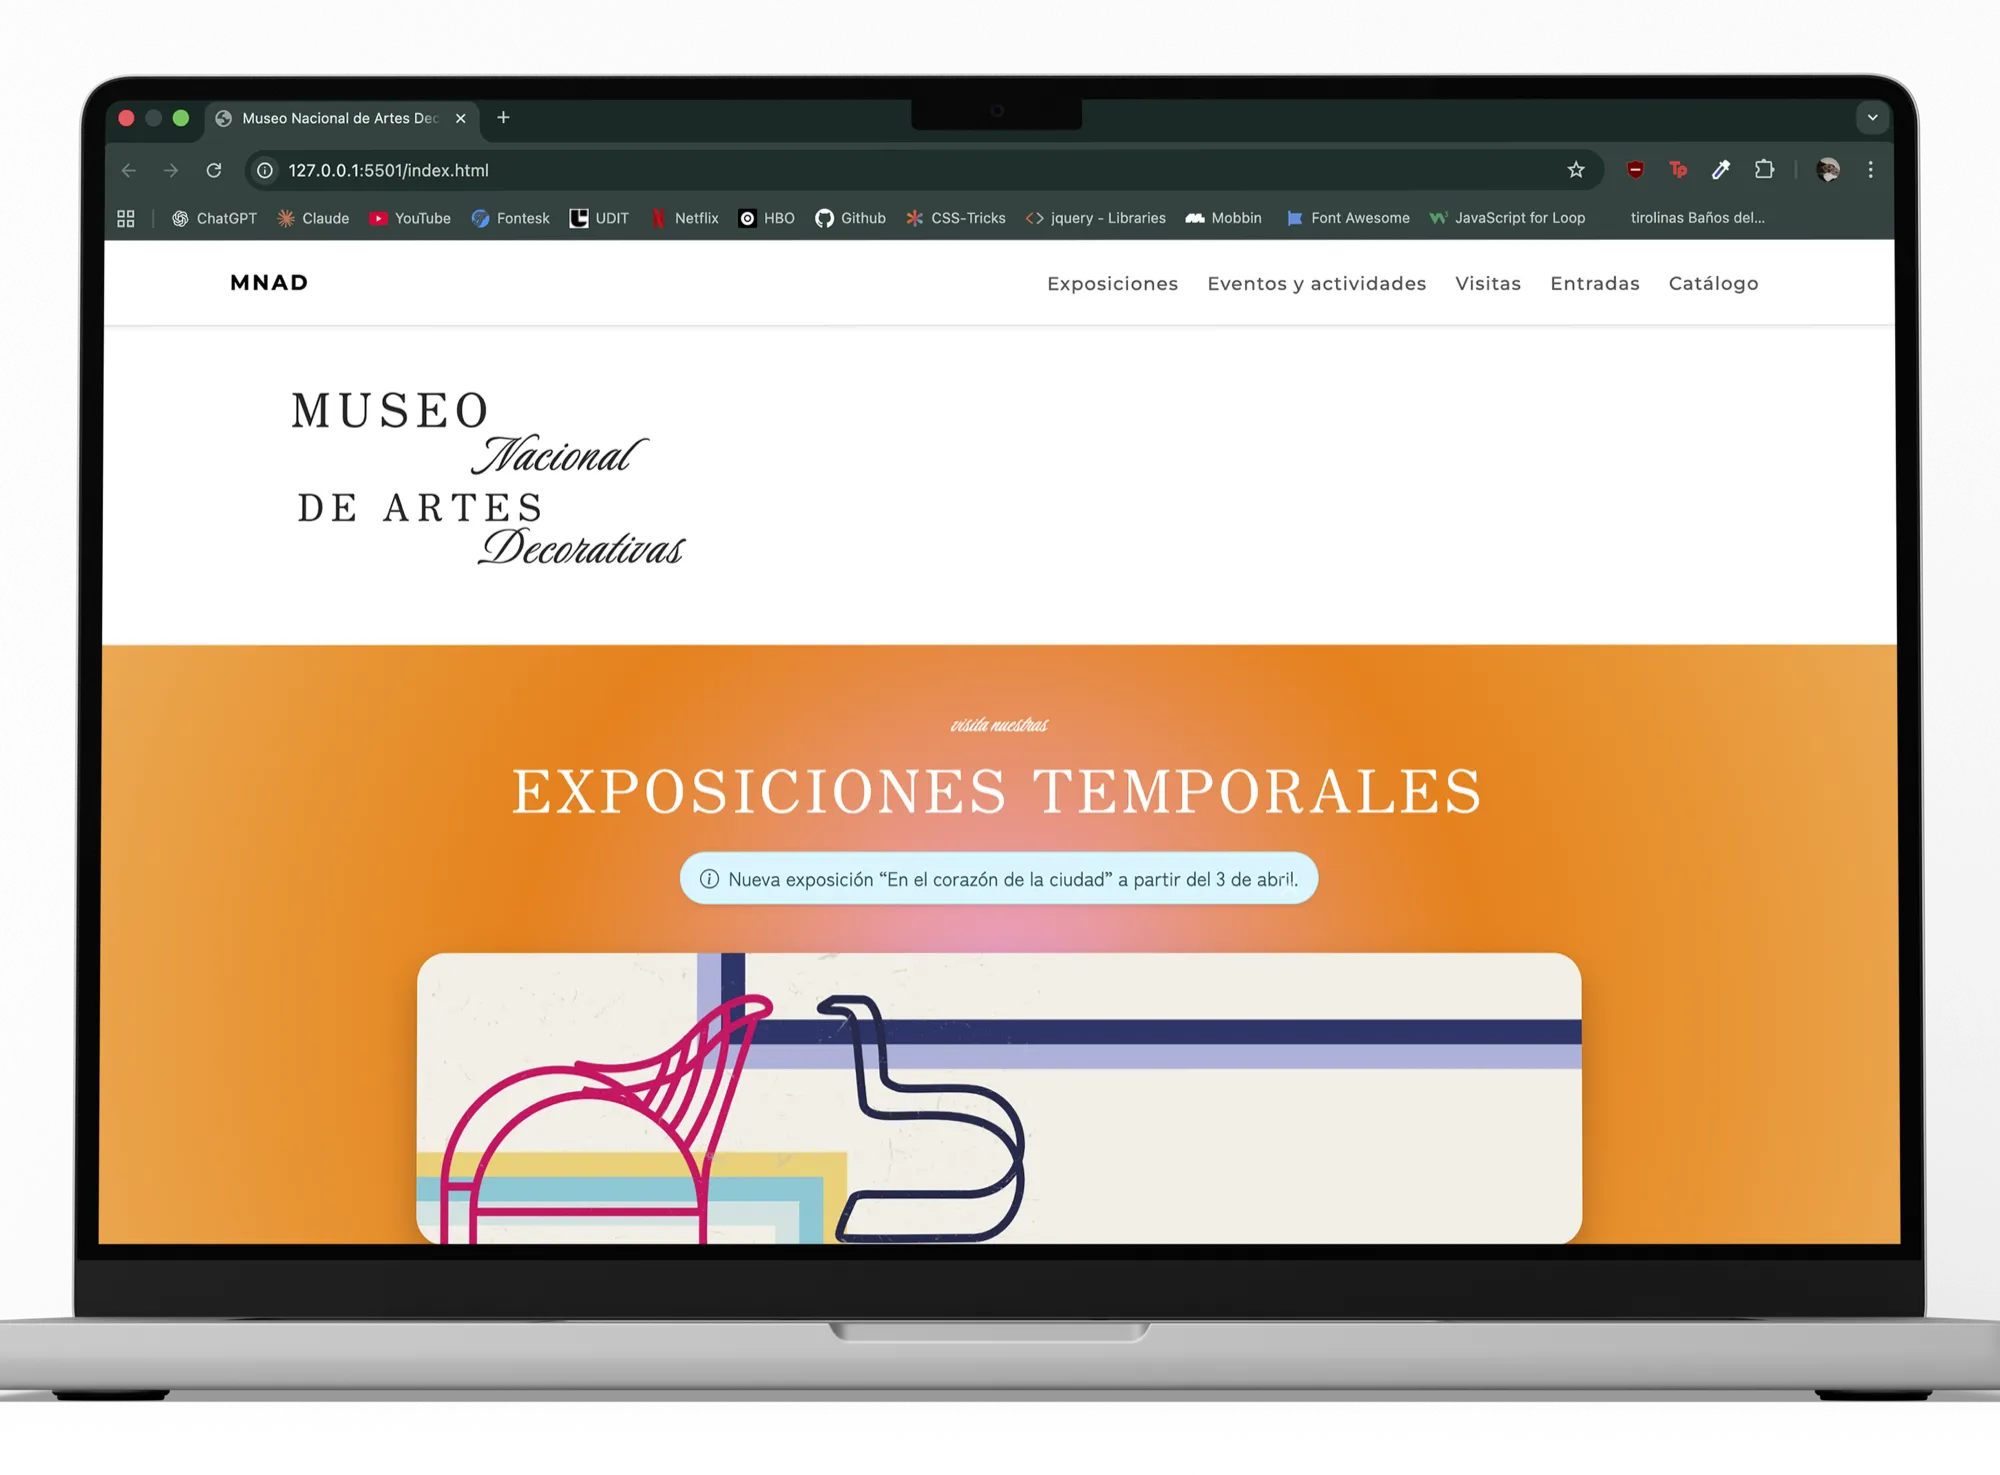 Museo Nacional de Artes Dec
127.0.0.1:5501/index.html
Tp
ChatGPT Claude YouTube Fontesk UDIT Netflix HBO Github CSS-Tricks jquery - Libraries Mobbin Font Awesome JavaScript for Loop tirolinas Baños del...
MNAD Exposiciones Eventos y actividades Visitas Entradas Catálogo
MUSEO
Nacional
DE ARTES
Decorativas
visita nuestras
EXPOSICIONES TEMPORALES
Nueva exposición “En el corazón de la ciudad” a partir del 3 de abril.